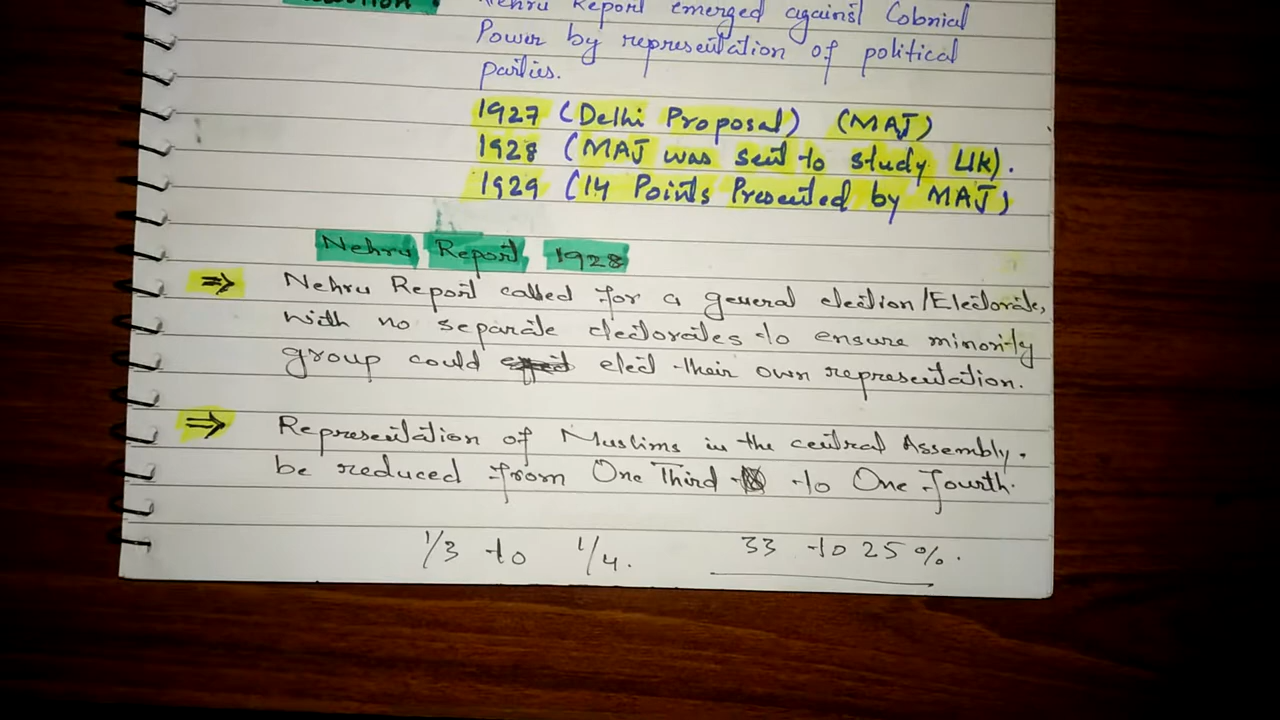 Nehru Report emerged against Colonial
Power by representation of political
parties.
1927 (Delhi Proposal) (MAJ)
1928 (MAJ was sent to study UK).
1929 (14 Points Presented by MAJ)
Nehru Report 1928
⇒ Nehru Report called for a general election/Electorate,
with no separate electorates to ensure minority
group could elect their own representation.
⇒ Representation of Muslims in the central Assembly.
be reduced from One Third to One Fourth.
1/3 to 1/4. 33 to 25%.